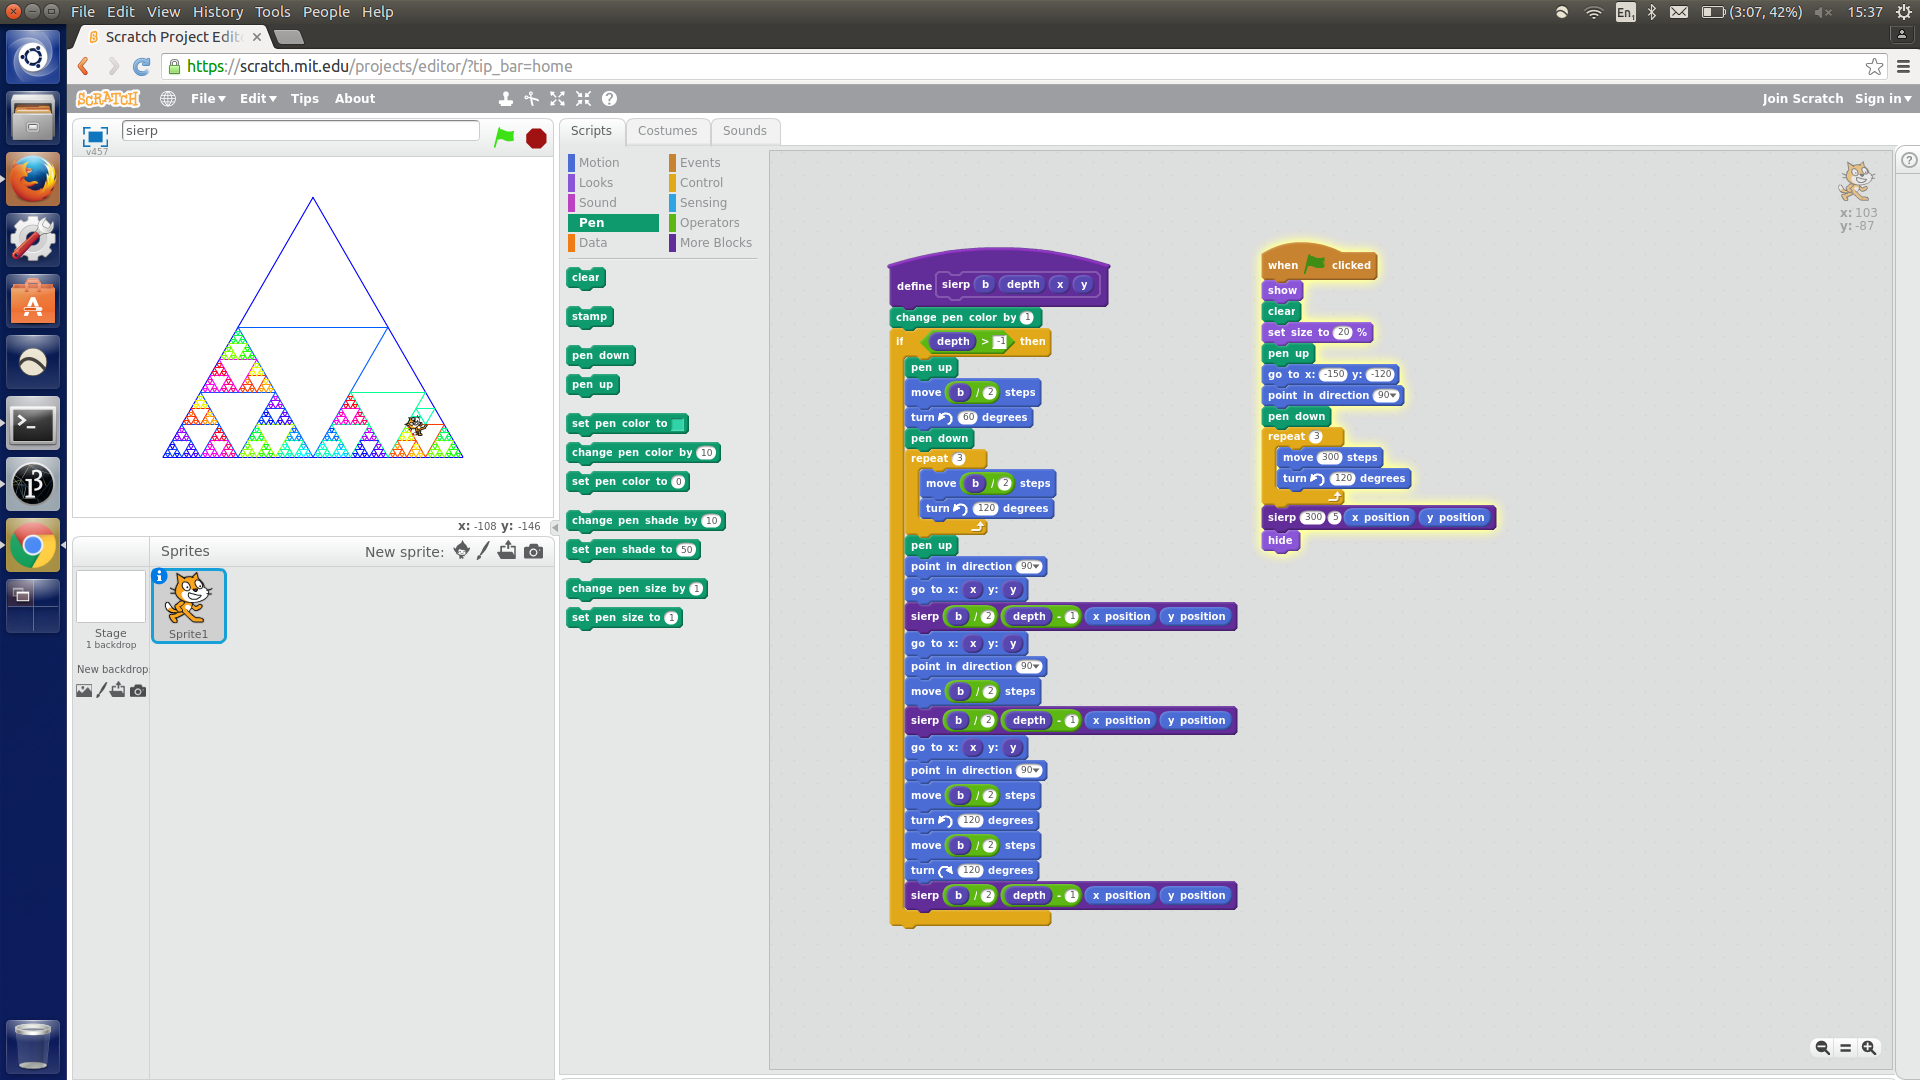 File Edit View History Tools People Help
En1 (3:07, 42%) 15:37
Scratch Project Edit
https://scratch.mit.edu/projects/editor/?tip_bar=home
SCRATCH File Edit Tips About Join Scratch Sign in
sierp
v457
x: -108 y: -146
Sprites New sprite:
Stage
1 backdrop
New backdrop:
Sprite1
Scripts Costumes Sounds
Motion Events
Looks Control
Sound Sensing
Pen Operators
Data More Blocks
clear
stamp
pen down
pen up
set pen color to
change pen color by 10
set pen color to 0
change pen shade by 10
set pen shade to 50
change pen size by 1
set pen size to 1
define sierp b depth x y
change pen color by 1
if depth > -1 then
pen up
move b / 2 steps
turn 60 degrees
pen down
repeat 3
move b / 2 steps
turn 120 degrees
pen up
point in direction 90
go to x: x y: y
sierp b / 2 depth - 1 x position y position
go to x: x y: y
point in direction 90
move b / 2 steps
sierp b / 2 depth - 1 x position y position
go to x: x y: y
point in direction 90
move b / 2 steps
turn 120 degrees
move b / 2 steps
turn 120 degrees
sierp b / 2 depth - 1 x position y position
when clicked
show
clear
set size to 20 %
pen up
go to x: -150 y: -120
point in direction 90
pen down
repeat 3
move 300 steps
turn 120 degrees
sierp 300 5 x position y position
hide
x: 103
y: -87